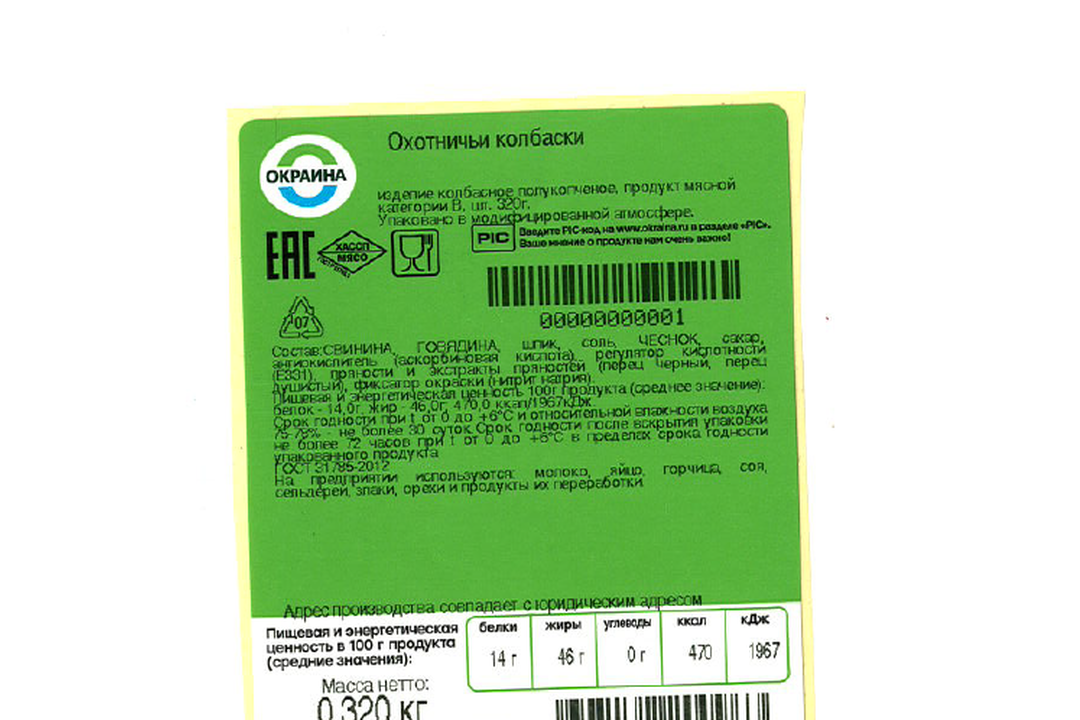 Охотничьи колбаски
ОКРАИНА
изделие колбасное полукопченое, продукт мясной
категории В, шт. 320г.
Упаковано в модифицированной атмосфере.
EAC
ХАССП
МЯСО
PIC
Введите PIC-код на www.okraina.ru в разделе «PIC».
Ваше мнение о продукте нам очень важно!
00000000001
07
Состав:СВИНИНА, ГОВЯДИНА, шпик, соль, ЧЕСНОК, сахар,
антиокислитель (аскорбиновая кислота), регулятор кислотности
(Е331), пряности и экстракты пряностей (перец черный, перец
душистый), фиксатор окраски (нитрит натрия).
Пищевая и энергетическая ценность 100г продукта (среднее значение):
белок - 14,0г, жир - 46,0г, 470,0 ккал/1967кДж.
Срок годности при t от 0 до +6°С и относительной влажности воздуха
75-78% - не более 30 суток.Срок годности после вскрытия упаковки
не более 72 часов при t от 0 до +6°С в пределах срока годности
упакованного продукта
ГОСТ 31785-2012
На предприятии используются: молоко, яйцо, горчица, соя,
сельдерей, злаки, орехи и продукты их переработки
Адрес производства совпадает с юридическим адресом
Пищевая и энергетическая
ценность в 100 г продукта
(средние значения):
белки жиры углеводы ккал кДж
14 г 46 г 0 г 470 1967
Масса нетто:
0,320 кг